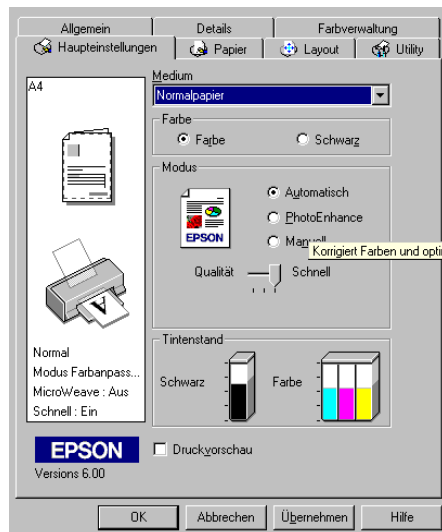 Allgemein Details Farbverwaltung
Haupteinstellungen Papier Layout Utility
A4
Medium
Normalpapier
Farbe
Farbe Schwarz
Modus
EPSON
Automatisch
PhotoEnhance
Manuell
Korrigiert Farben und opti
Qualität Schnell
A
Tintenstand
Schwarz Farbe
Normal
Modus Farbanpass...
MicroWeave : Aus
Schnell : Ein
EPSON
Versions 6.00
Druckvorschau
OK Abbrechen Übernehmen Hilfe